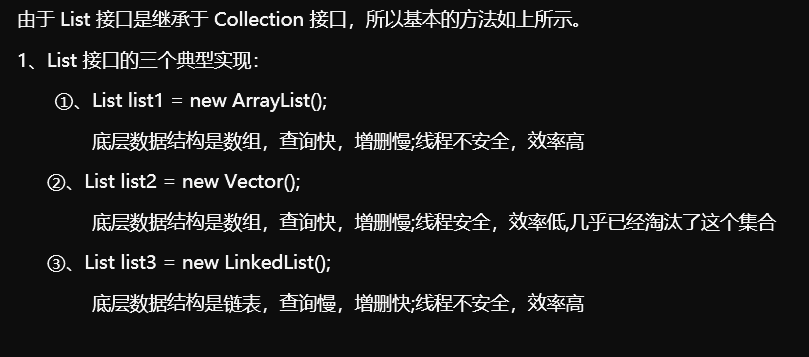 由于 List 接口是继承于 Collection 接口，所以基本的方法如上所示。
1、List 接口的三个典型实现：
①、List list1 = new ArrayList();
底层数据结构是数组，查询快，增删慢;线程不安全，效率高
②、List list2 = new Vector();
底层数据结构是数组，查询快，增删慢;线程安全，效率低,几乎已经淘汰了这个集合
③、List list3 = new LinkedList();
底层数据结构是链表，查询慢，增删快;线程不安全，效率高